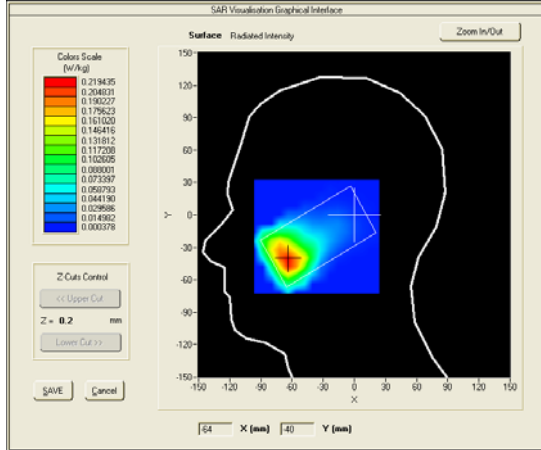 SAR Visualisation Graphical Interface
Surface Radiated Intensity
Zoom In/Out
Colors Scale
(W/kg)
0.219435
0.204831
0.190227
0.175623
0.161020
0.146416
0.131812
0.117208
0.102605
0.088001
0.073397
0.058793
0.044190
0.029586
0.014982
0.000378
Z Cuts Control
<< Upper Cut
Z = 0.2 mm
Lower Cut >>
SAVE Cancel
150-
120-
90-
60-
30-
0-
-30-
-60-
-90-
-120-
-150-
Y
-150 -120 -90 -60 -30 0 30 60 90 120 150
X
-64 X (mm) -40 Y (mm)